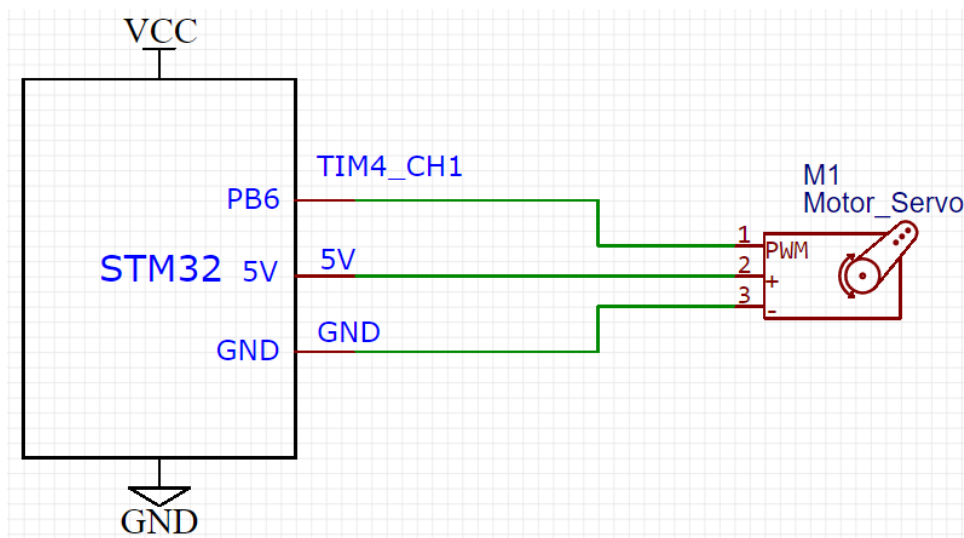 VCC
TIM4_CH1
PB6
STM32
5V
5V
GND
GND
M1
Motor_Servo
1
PWM
2
+
3
-
GND